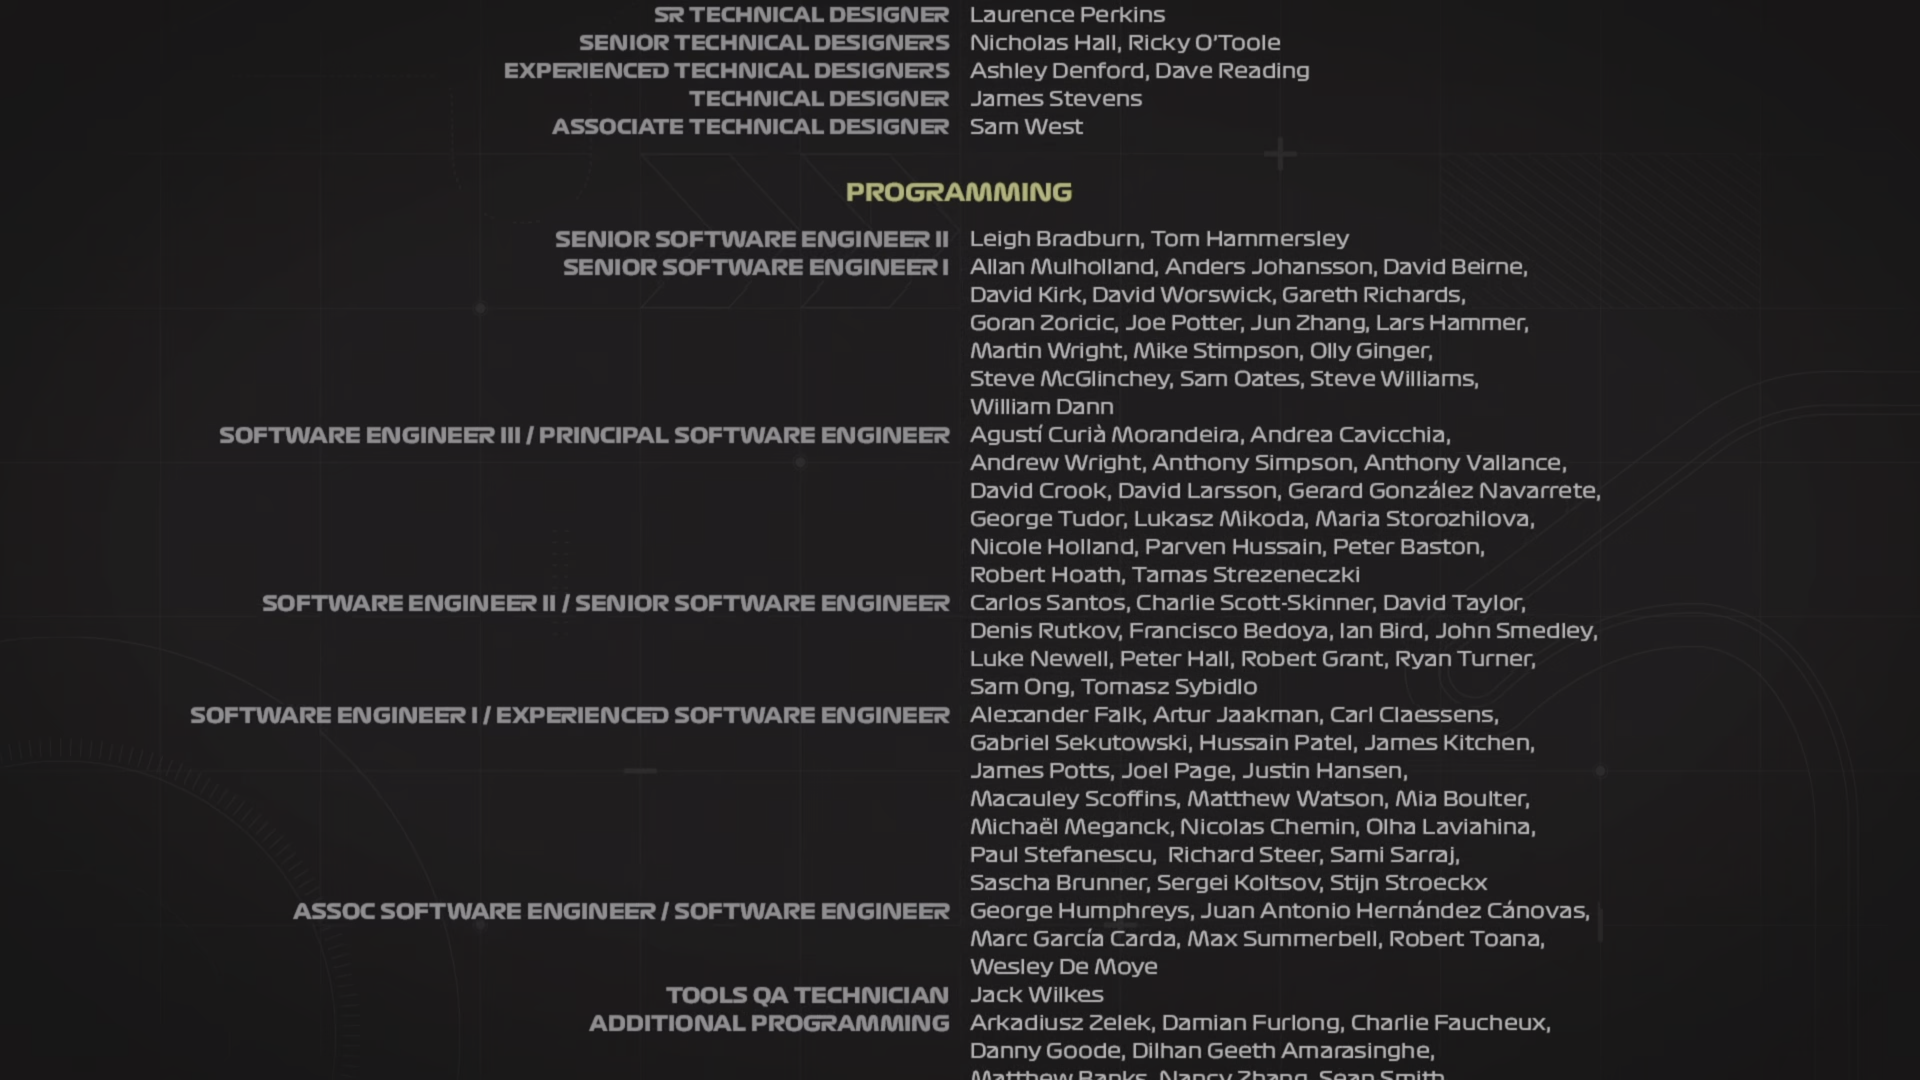 SR TECHNICAL DESIGNER Laurence Perkins
SENIOR TECHNICAL DESIGNERS Nicholas Hall, Ricky O'Toole
EXPERIENCED TECHNICAL DESIGNERS Ashley Denford, Dave Reading
TECHNICAL DESIGNER James Stevens
ASSOCIATE TECHNICAL DESIGNER Sam West
PROGRAMMING
SENIOR SOFTWARE ENGINEER II Leigh Bradburn, Tom Hammersley
SENIOR SOFTWARE ENGINEER I Allan Mulholland, Anders Johansson, David Beirne,
David Kirk, David Worswick, Gareth Richards,
Goran Zoricic, Joe Potter, Jun Zhang, Lars Hammer,
Martin Wright, Mike Stimpson, Olly Ginger,
Steve McGlinchey, Sam Oates, Steve Williams,
William Dann
SOFTWARE ENGINEER III / PRINCIPAL SOFTWARE ENGINEER Agustí Curià Morandeira, Andrea Cavicchia,
Andrew Wright, Anthony Simpson, Anthony Vallance,
David Crook, David Larsson, Gerard González Navarrete,
George Tudor, Lukasz Mikoda, Maria Storozhilova,
Nicole Holland, Parven Hussain, Peter Baston,
Robert Hoath, Tamas Strezeneczki
SOFTWARE ENGINEER II / SENIOR SOFTWARE ENGINEER Carlos Santos, Charlie Scott-Skinner, David Taylor,
Denis Rutkov, Francisco Bedoya, Ian Bird, John Smedley,
Luke Newell, Peter Hall, Robert Grant, Ryan Turner,
Sam Ong, Tomasz Sybidlo
SOFTWARE ENGINEER I / EXPERIENCED SOFTWARE ENGINEER Alexander Falk, Artur Jaakman, Carl Claessens,
Gabriel Sekutowski, Hussain Patel, James Kitchen,
James Potts, Joel Page, Justin Hansen,
Macauley Scoffins, Matthew Watson, Mia Boulter,
Michaël Meganck, Nicolas Chemin, Olha Laviahina,
Paul Stefanescu, Richard Steer, Sami Sarraj,
Sascha Brunner, Sergei Koltsov, Stijn Stroeckx
ASSOC SOFTWARE ENGINEER / SOFTWARE ENGINEER George Humphreys, Juan Antonio Hernández Cánovas,
Marc García Carda, Max Summerbell, Robert Toana,
Wesley De Moye
TOOLS QA TECHNICIAN Jack Wilkes
ADDITIONAL PROGRAMMING Arkadiusz Zelek, Damian Furlong, Charlie Faucheux,
Danny Goode, Dilhan Geeth Amarasinghe,
Matthew Banks, Nancy Zhang, Sean Smith